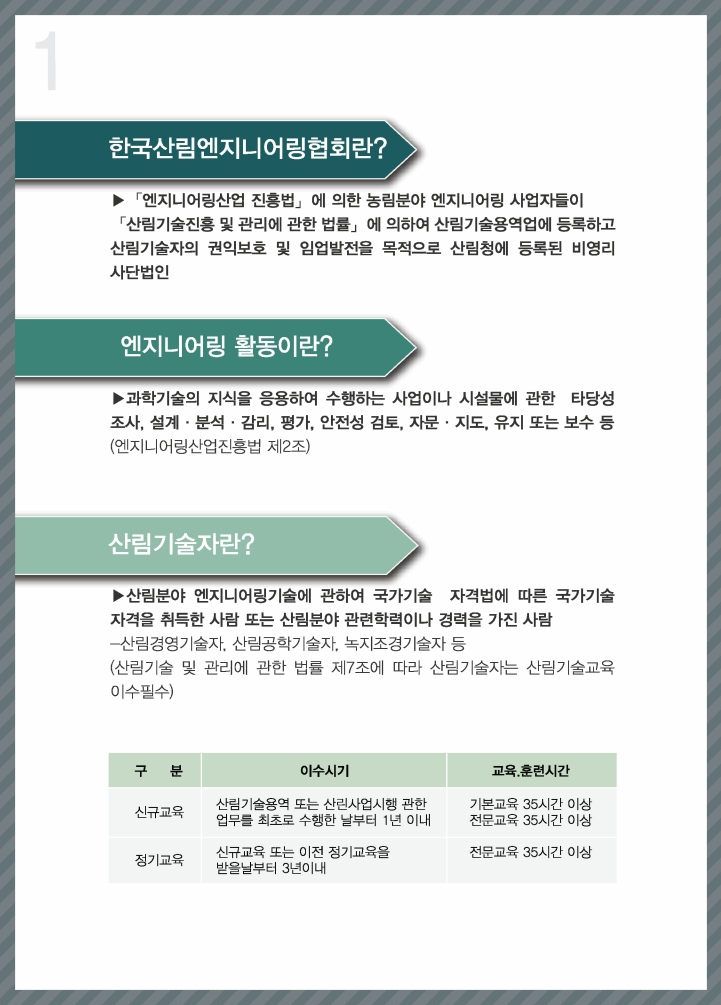 1
한국산림엔지니어링협회란?
▶「엔지니어링산업 진흥법」에 의한 농림분야 엔지니어링 사업자들이
「산림기술진흥 및 관리에 관한 법률」에 의하여 산림기술용역업에 등록하고
산림기술자의 권익보호 및 임업발전을 목적으로 산림청에 등록된 비영리
사단법인
엔지니어링 활동이란?
▶과학기술의 지식을 응용하여 수행하는 사업이나 시설물에 관한 타당성
조사, 설계·분석·감리, 평가, 안전성 검토, 자문·지도, 유지 또는 보수 등
(엔지니어링산업진흥법 제2조)
산림기술자란?
▶산림분야 엔지니어링기술에 관하여 국가기술 자격법에 따른 국가기술
자격을 취득한 사람 또는 산림분야 관련학력이나 경력을 가진 사람
–산림경영기술자, 산림공학기술자, 녹지조경기술자 등
(산림기술 및 관리에 관한 법률 제7조에 따라 산림기술자는 산림기술교육
이수필수)
구 분 이수시기 교육.훈련시간
신규교육
산림기술용역 또는 산린사업시행 관한
업무를 최초로 수행한 날부터 1년 이내
기본교육 35시간 이상
전문교육 35시간 이상
정기교육
신규교육 또는 이전 정기교육을
받을날부터 3년이내
전문교육 35시간 이상